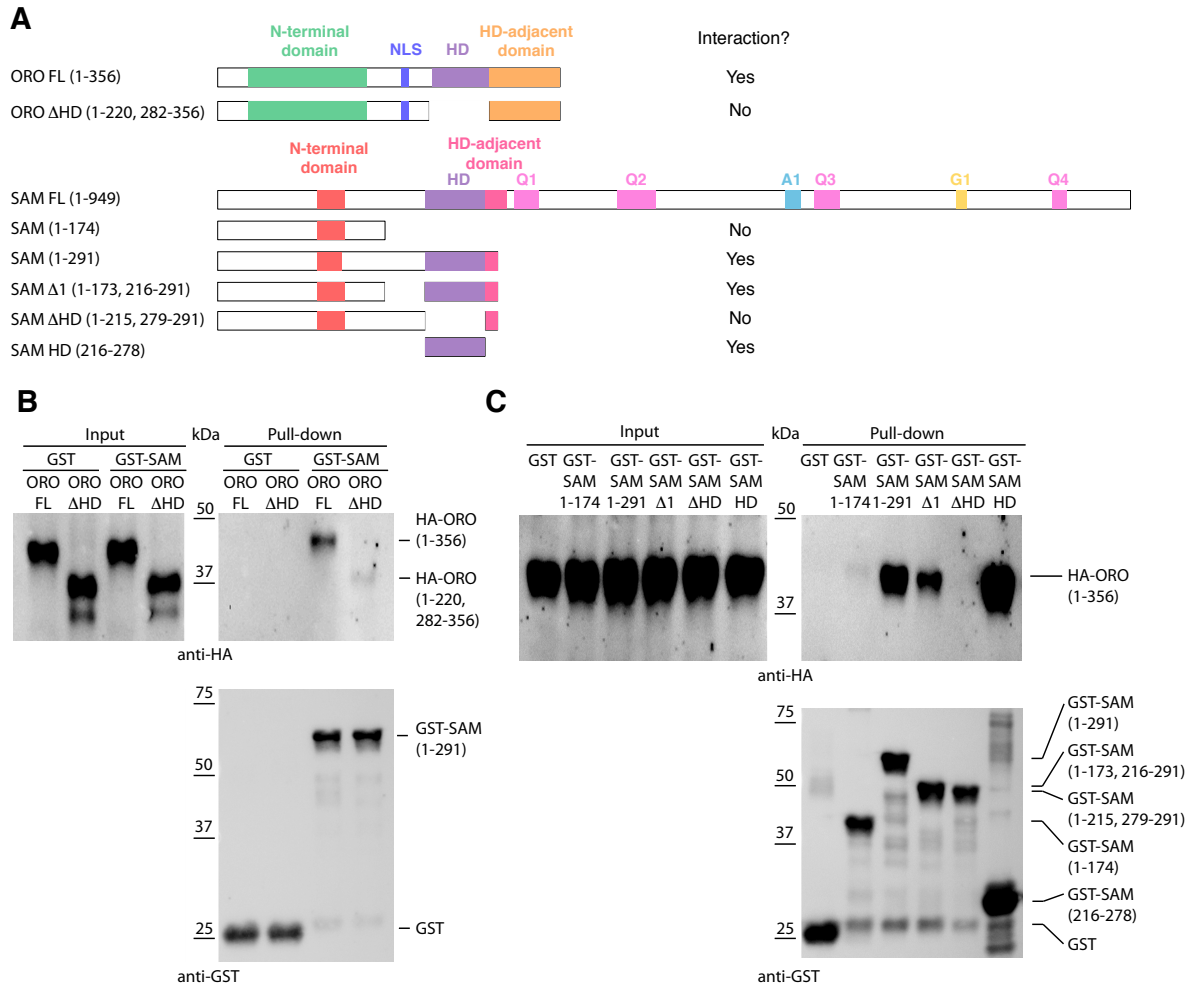 A
N-terminal
domain
NLS
HD
HD-adjacent
domain
Interaction?
ORO FL (1-356)
Yes
ORO ΔHD (1-220, 282-356)
No
N-terminal
domain
HD-adjacent
domain
HD
Q1
Q2
A1
Q3
G1
Q4
SAM FL (1-949)
SAM (1-174)
No
SAM (1-291)
Yes
SAM Δ1 (1-173, 216-291)
Yes
SAM ΔHD (1-215, 279-291)
No
SAM HD (216-278)
Yes
B
Input
kDa
Pull-down
GST
GST-SAM
GST
GST-SAM
ORO ORO ORO ORO
FL ΔHD FL ΔHD
ORO ORO ORO ORO
FL ΔHD FL ΔHD
50
37
HA-ORO
(1-356)
HA-ORO
(1-220,
282-356)
anti-HA
75
50
37
25
GST-SAM
(1-291)
GST
anti-GST
C
Input
kDa
Pull-down
GST GST- GST- GST- GST- GST-
SAM SAM SAM SAM SAM
1-174 1-291 Δ1 ΔHD HD
GST GST- GST- GST- GST- GST-
SAM SAM SAM SAM SAM
1-174 1-291 Δ1 ΔHD HD
50
37
HA-ORO
(1-356)
anti-HA
75
50
37
25
GST-SAM
(1-291)
GST-SAM
(1-173, 216-291)
GST-SAM
(1-215, 279-291)
GST-SAM
(1-174)
GST-SAM
(216-278)
GST
anti-GST